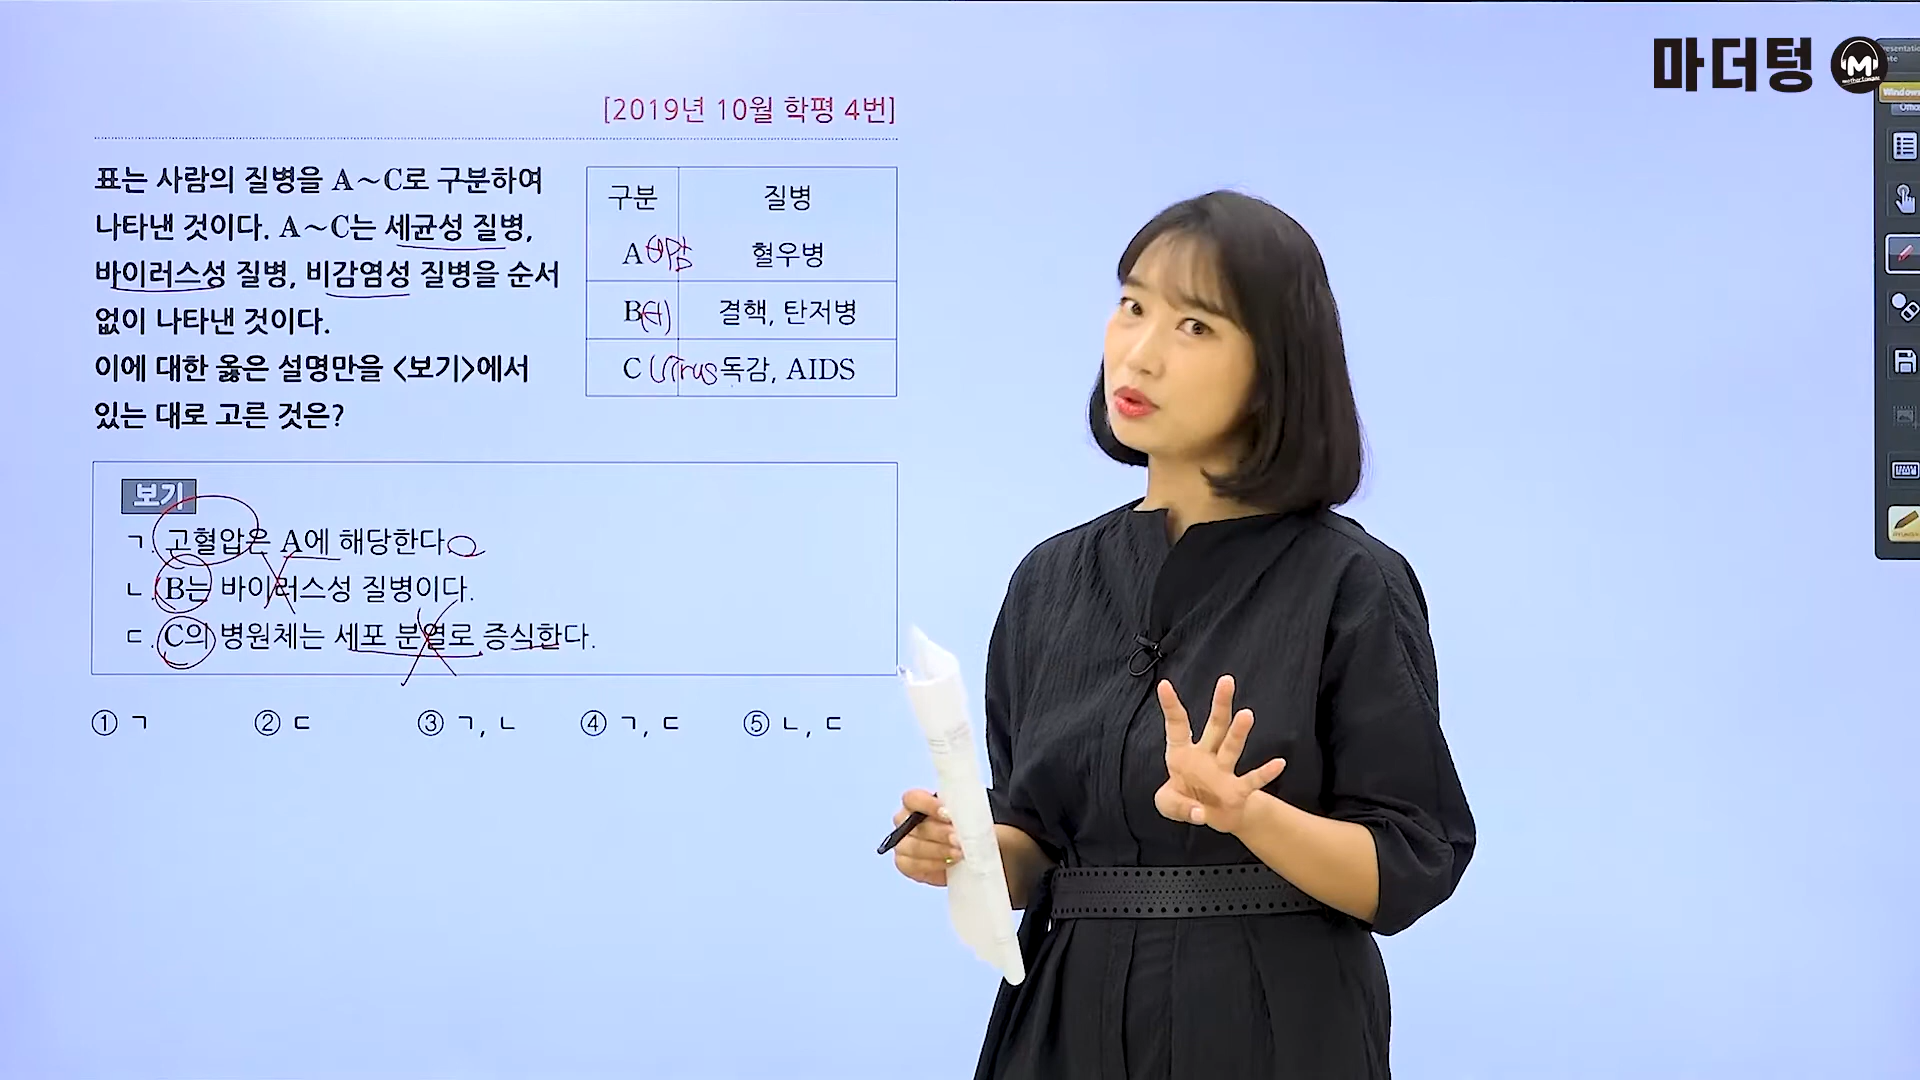 마더텅
[2019년 10월 학평 4번]
표는 사람의 질병을 A~C로 구분하여
나타낸 것이다. A~C는 세균성 질병,
바이러스성 질병, 비감염성 질병을 순서
없이 나타낸 것이다.
이에 대한 옳은 설명만을 <보기>에서
있는 대로 고른 것은?
구분 질병
A 혈우병
B 결핵, 탄저병
C Virus 독감, AIDS
보기
ㄱ. 고혈압은 A에 해당한다.
ㄴ. B는 바이러스성 질병이다.
ㄷ. C의 병원체는 세포 분열로 증식한다.
① ㄱ ② ㄷ ③ ㄱ, ㄴ ④ ㄱ, ㄷ ⑤ ㄴ, ㄷ